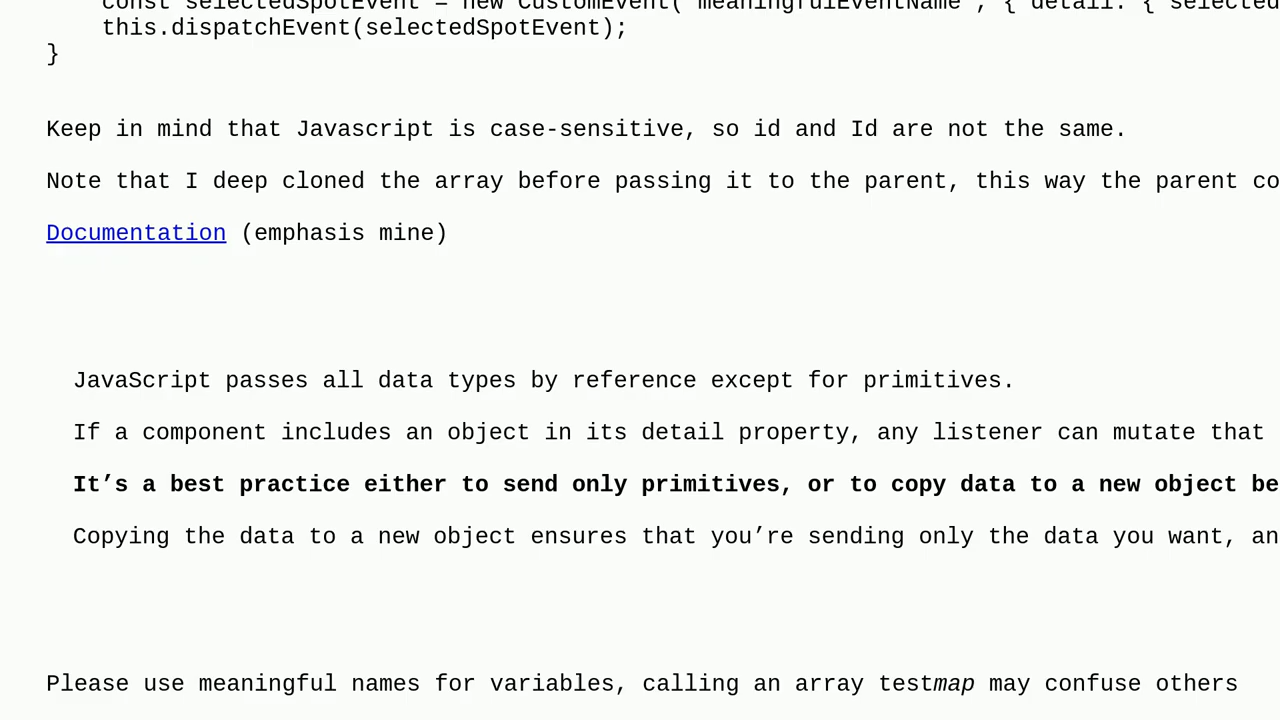 const selectedSpotEvent = new CustomEvent('meaningfulEventName', { detail: { selected
this.dispatchEvent(selectedSpotEvent);
}
Keep in mind that Javascript is case-sensitive, so id and Id are not the same.
Note that I deep cloned the array before passing it to the parent, this way the parent co
Documentation (emphasis mine)
JavaScript passes all data types by reference except for primitives.
If a component includes an object in its detail property, any listener can mutate that
It’s a best practice either to send only primitives, or to copy data to a new object be
Copying the data to a new object ensures that you’re sending only the data you want, an
Please use meaningful names for variables, calling an array testmap may confuse others